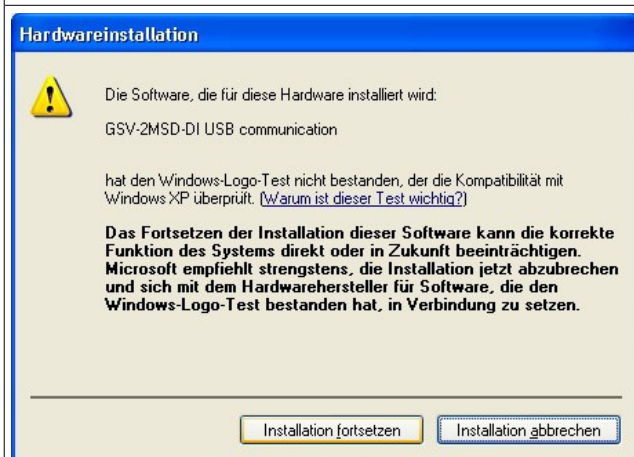 Hardwareinstallation
Die Software, die für diese Hardware installiert wird:
GSV-2MSD-DI USB communication
hat den Windows-Logo-Test nicht bestanden, der die Kompatibilität mit
Windows XP überprüft. (Warum ist dieser Test wichtig?)
Das Fortsetzen der Installation dieser Software kann die korrekte
Funktion des Systems direkt oder in Zukunft beeinträchtigen.
Microsoft empfiehlt strengstens, die Installation jetzt abzubrechen
und sich mit dem Hardwarehersteller für Software, die den
Windows-Logo-Test bestanden hat, in Verbindung zu setzen.
Installation fortsetzen Installation abbrechen